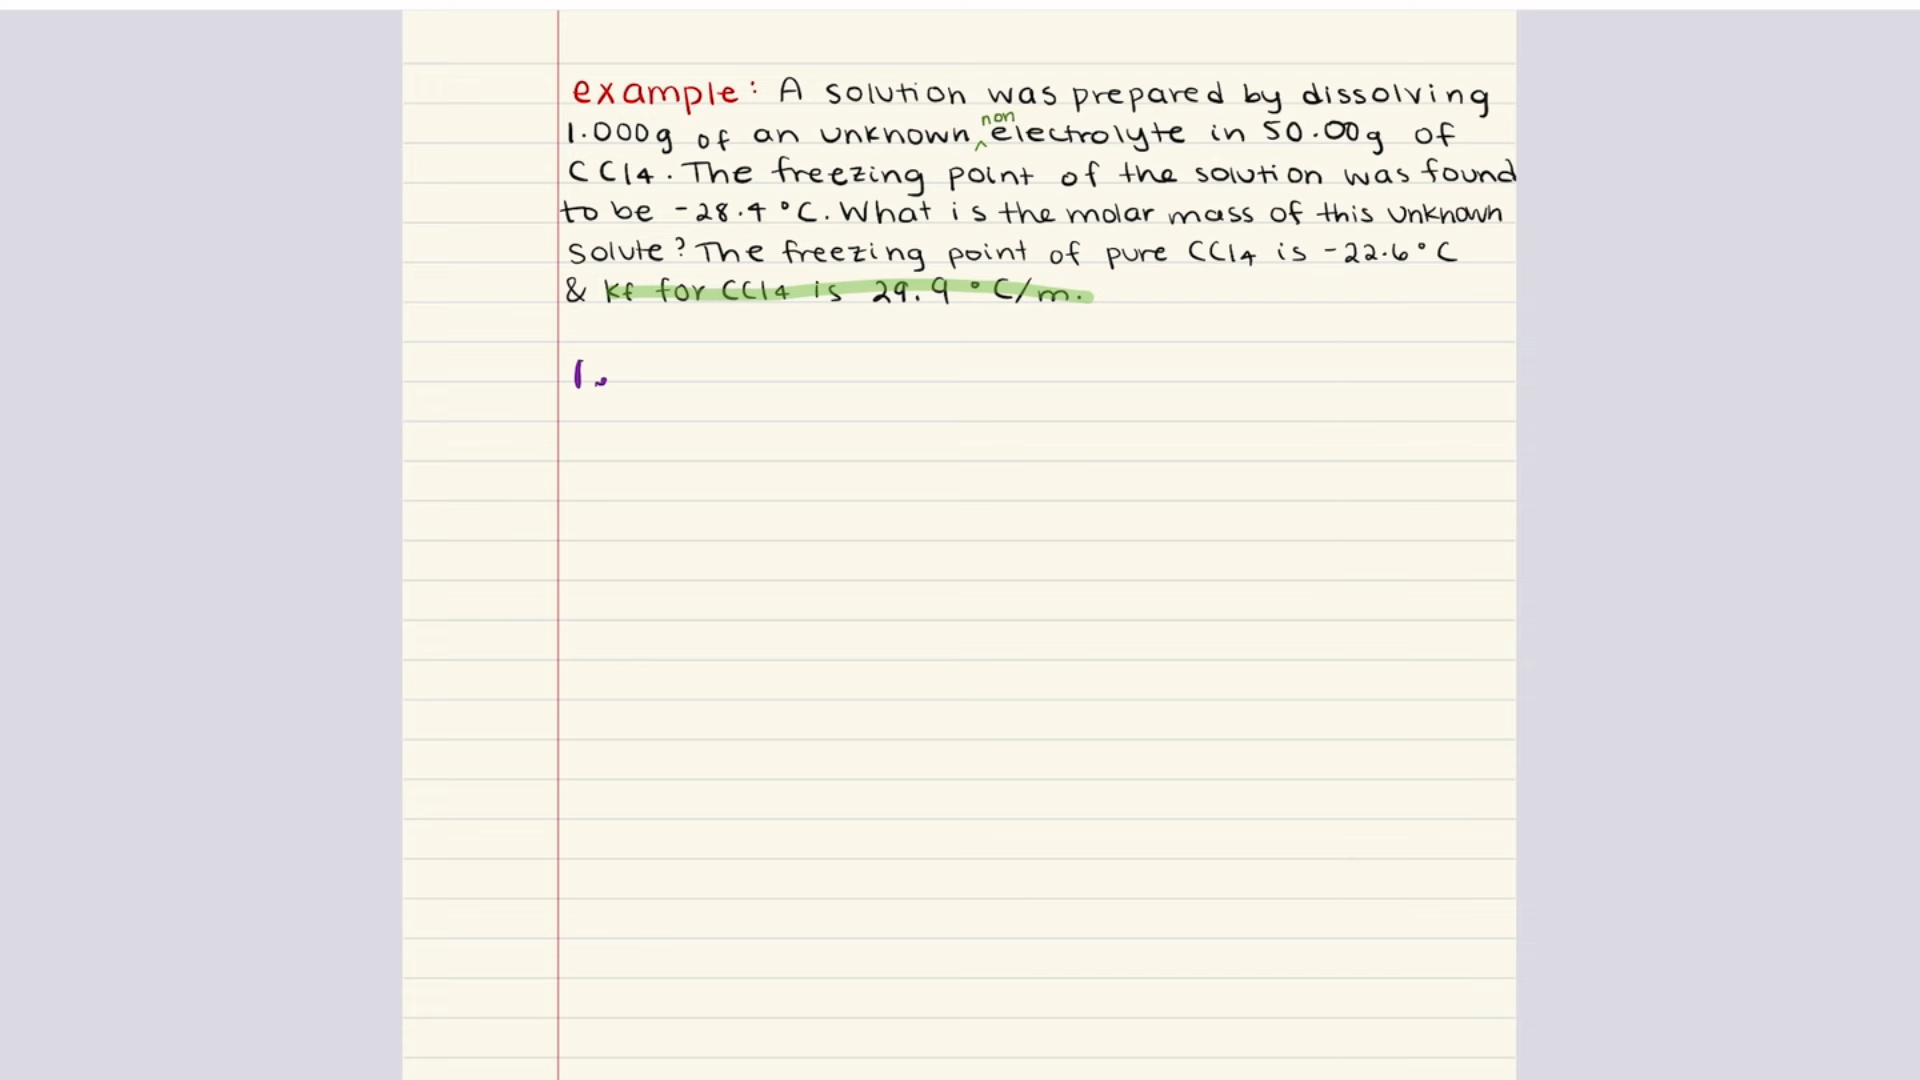 example: A solution was prepared by dissolving
1.000g of an unknown ^non electrolyte in 50.00g of
CCl4. The freezing point of the solution was found
to be -28.4°C. What is the molar mass of this unknown
solute? The freezing point of pure CCl4 is -22.6°C
& Kf for CCl4 is 29.9 °C/m.
1.